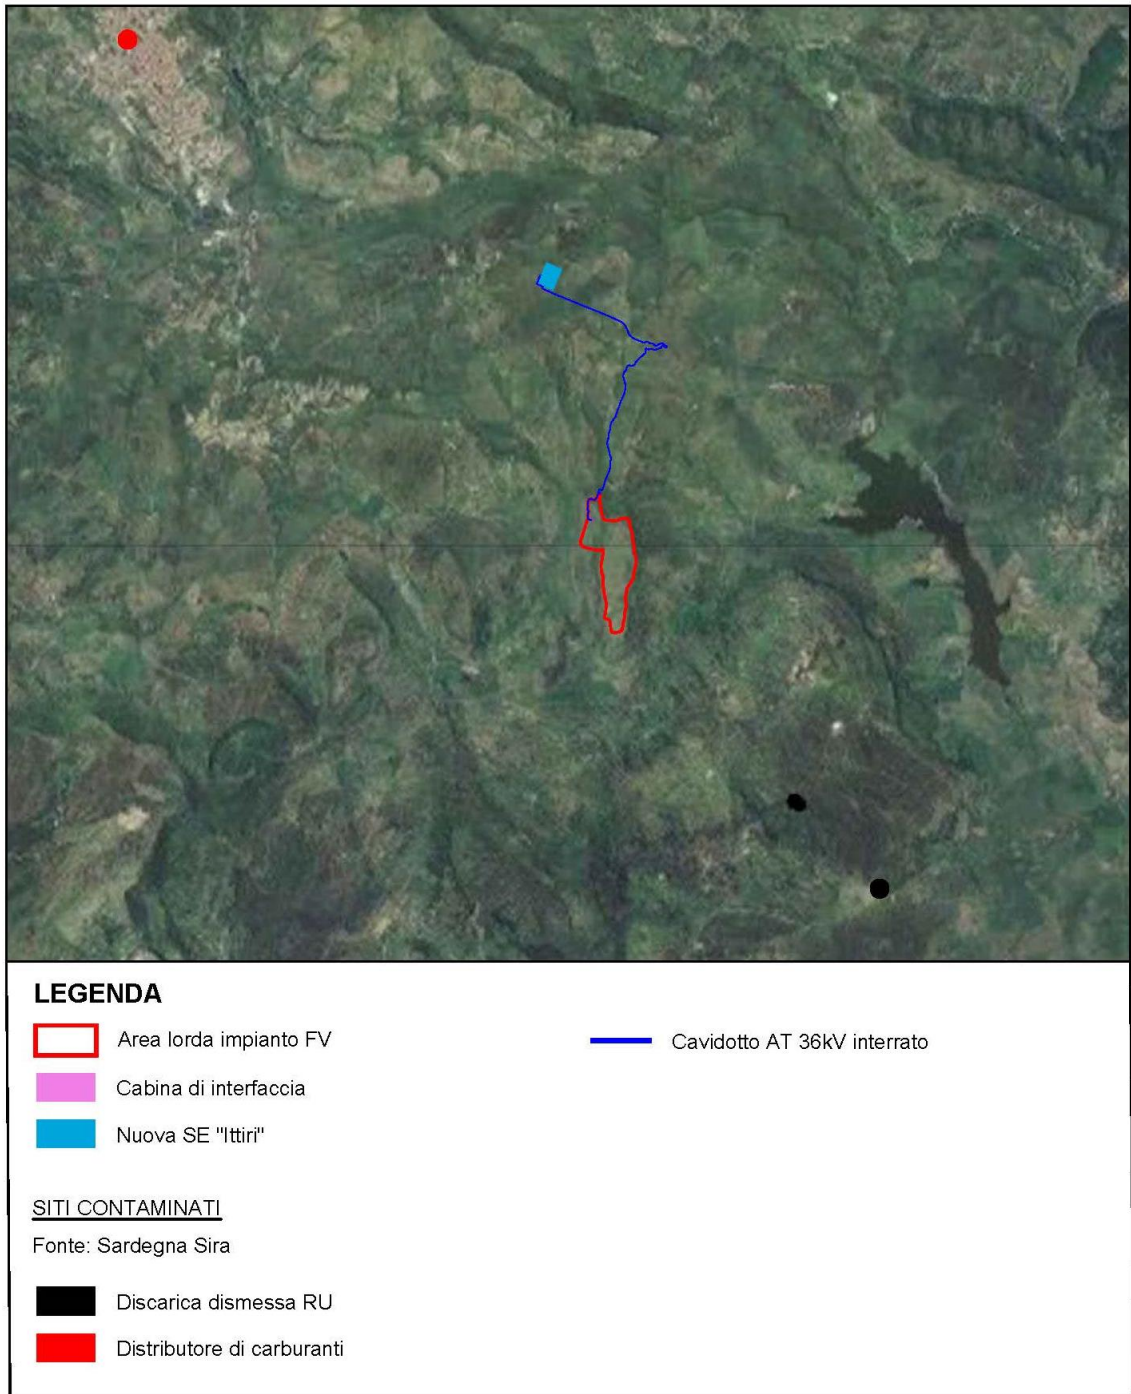 LEGENDA
Area lorda impianto FV
Cavidotto AT 36kV interrato
Cabina di interfaccia
Nuova SE "Ittiri"
SITI CONTAMINATI
Fonte: Sardegna Sira
Discarica dismessa RU
Distributore di carburanti